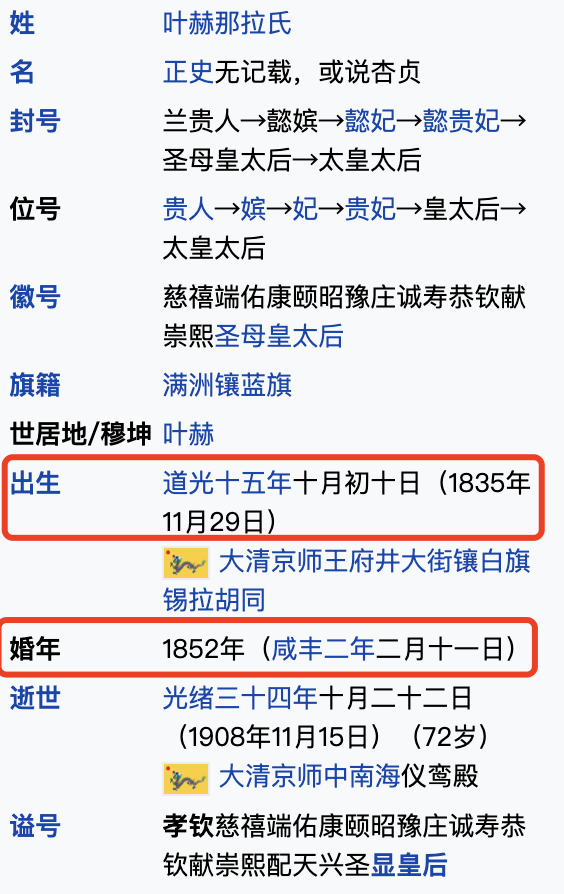 姓 叶赫那拉氏
名 正史无记载，或说杏贞
封号 兰贵人→懿嫔→懿妃→懿贵妃→
圣母皇太后→太皇太后
位号 贵人→嫔→妃→贵妃→皇太后→
太皇太后
徽号 慈禧端佑康颐昭豫庄诚寿恭钦献
崇熙圣母皇太后
旗籍 满洲镶蓝旗
世居地/穆坤 叶赫
出生 道光十五年十月初十日（1835年
11月29日）
大清京师王府井大街镶白旗
锡拉胡同
婚年 1852年（咸丰二年二月十一日）
逝世 光绪三十四年十月二十二日
（1908年11月15日）（72岁）
大清京师中南海仪鸾殿
谥号 孝钦慈禧端佑康颐昭豫庄诚寿恭
钦献崇熙配天兴圣显皇后